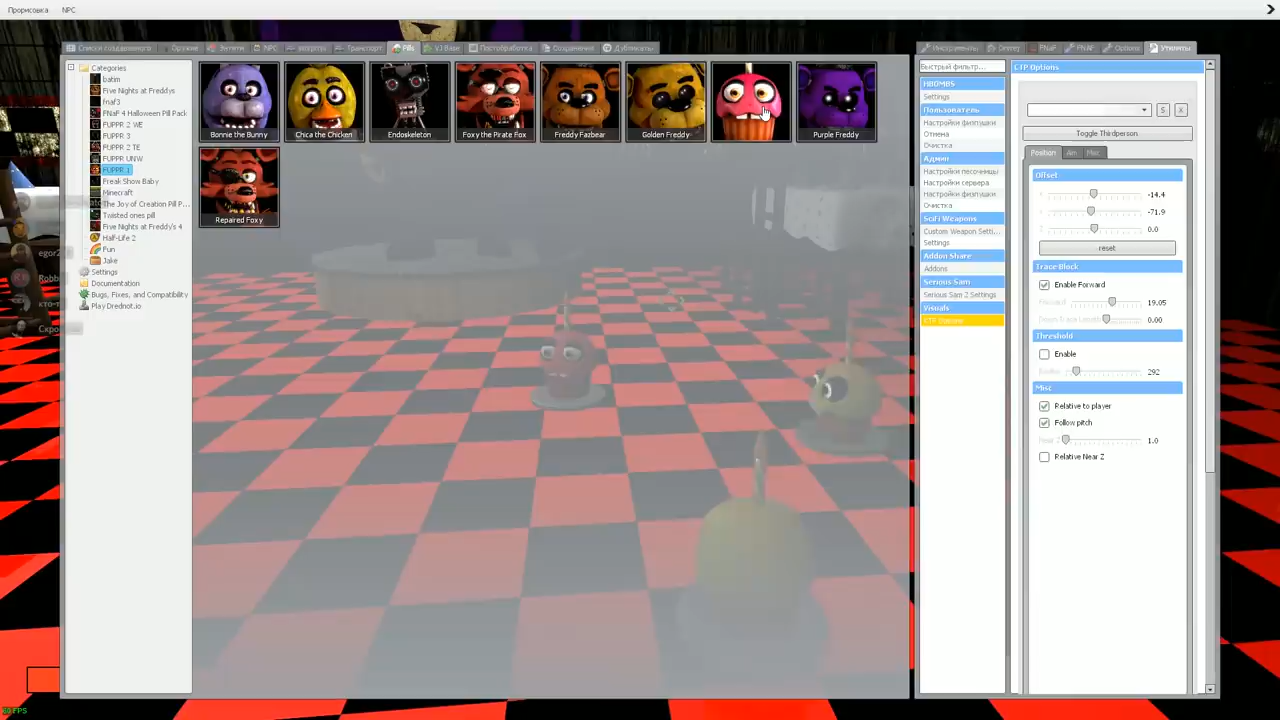 Прорисовка NPC
Списки созданного Оружие Энтити NPC Транспорт Pills VJ Base Постобработка Сохранения Дубликаты
Инструменты Options Утилиты
Categories
batim
Five Nights at Freddys
fnaf3
FNaF 4 Halloween Pill Pack
FUPPR 2 WE
FUPPR 3
FUPPR 2 TE
FUPPR UNW
FUPPR 1
Freak Show Baby
Minecraft
The Joy of Creation Pill P...
Twisted ones pill
Five Nights at Freddy's 4
Half-Life 2
Fun
Jake
Settings
Documentation
Bugs, Fixes, and Compatibility
Play Drednot.io
Bonnie the Bunny
Chica the Chicken
Endoskeleton
Foxy the Pirate Fox
Freddy Fazbear
Golden Freddy
Purple Freddy
Repaired Foxy
Быстрый фильтр...
HBOMBS
Settings
Пользователь
Настройки физпушки
Отмена
Очистка
Админ
Настройки песочницы
Настройки сервера
Настройки физпушки
Очистка
SciFi Weapons
Custom Weapon Setti...
Settings
Addon Share
Addons
Serious Sam
Serious Sam 2 Settings
Visuals
CTP Options
CTP Options
S X
Toggle Thirdperson
Position Aim Misc
Offset
-14.4
-71.9
0.0
reset
Trace Block
Enable Forward
Forward 19.05
0.00
Threshold
Enable
292
Misc
Relative to player
Follow pitch
Near Z 1.0
Relative Near Z